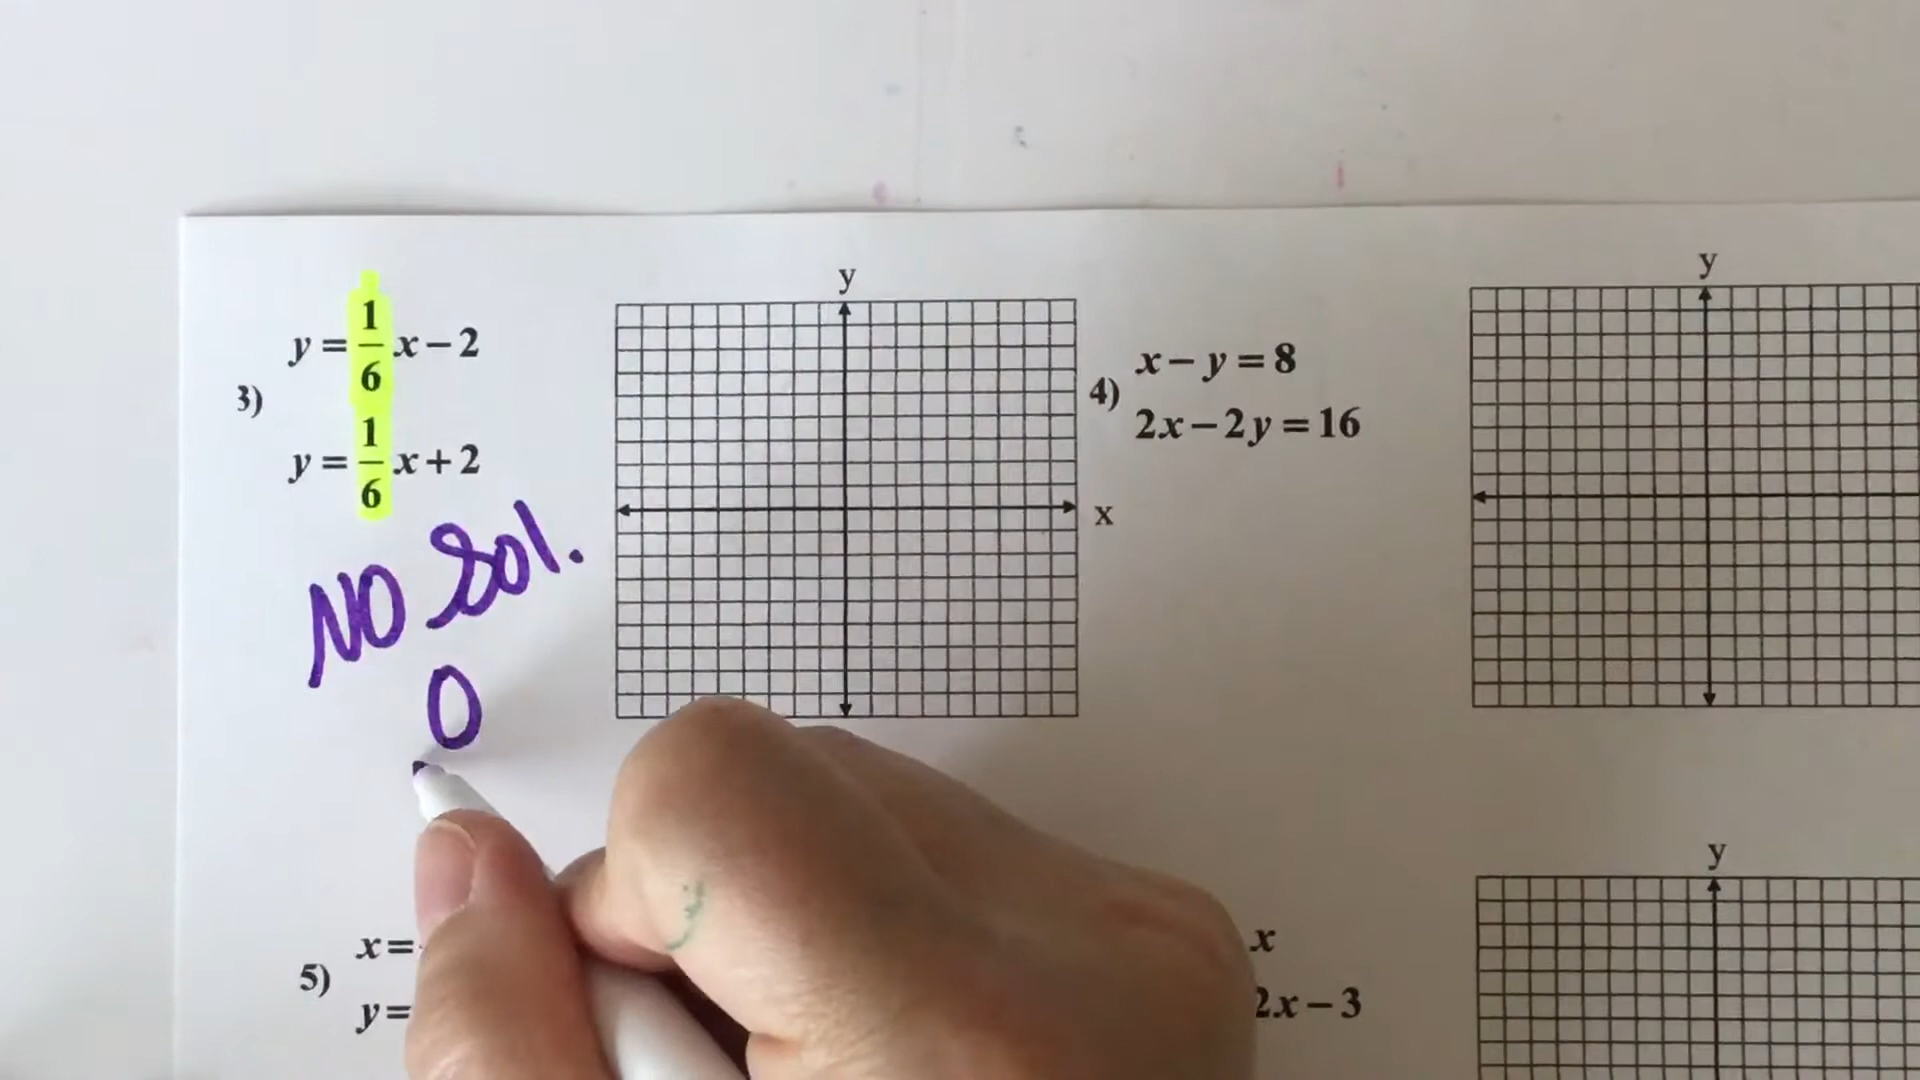 3)
y = 1/6 x - 2
y = 1/6 x + 2
NO Sol.
0
y
x
4)
x - y = 8
2x - 2y = 16
y
5)
x =
y =
x
2x - 3
y